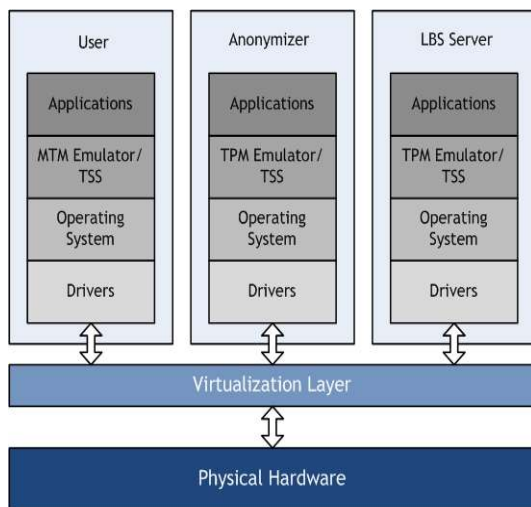 User
Applications
MTM Emulator/
TSS
Operating
System
Drivers
Anonymizer
Applications
TPM Emulator/
TSS
Operating
System
Drivers
LBS Server
Applications
TPM Emulator/
TSS
Operating
System
Drivers
Virtualization Layer
Physical Hardware